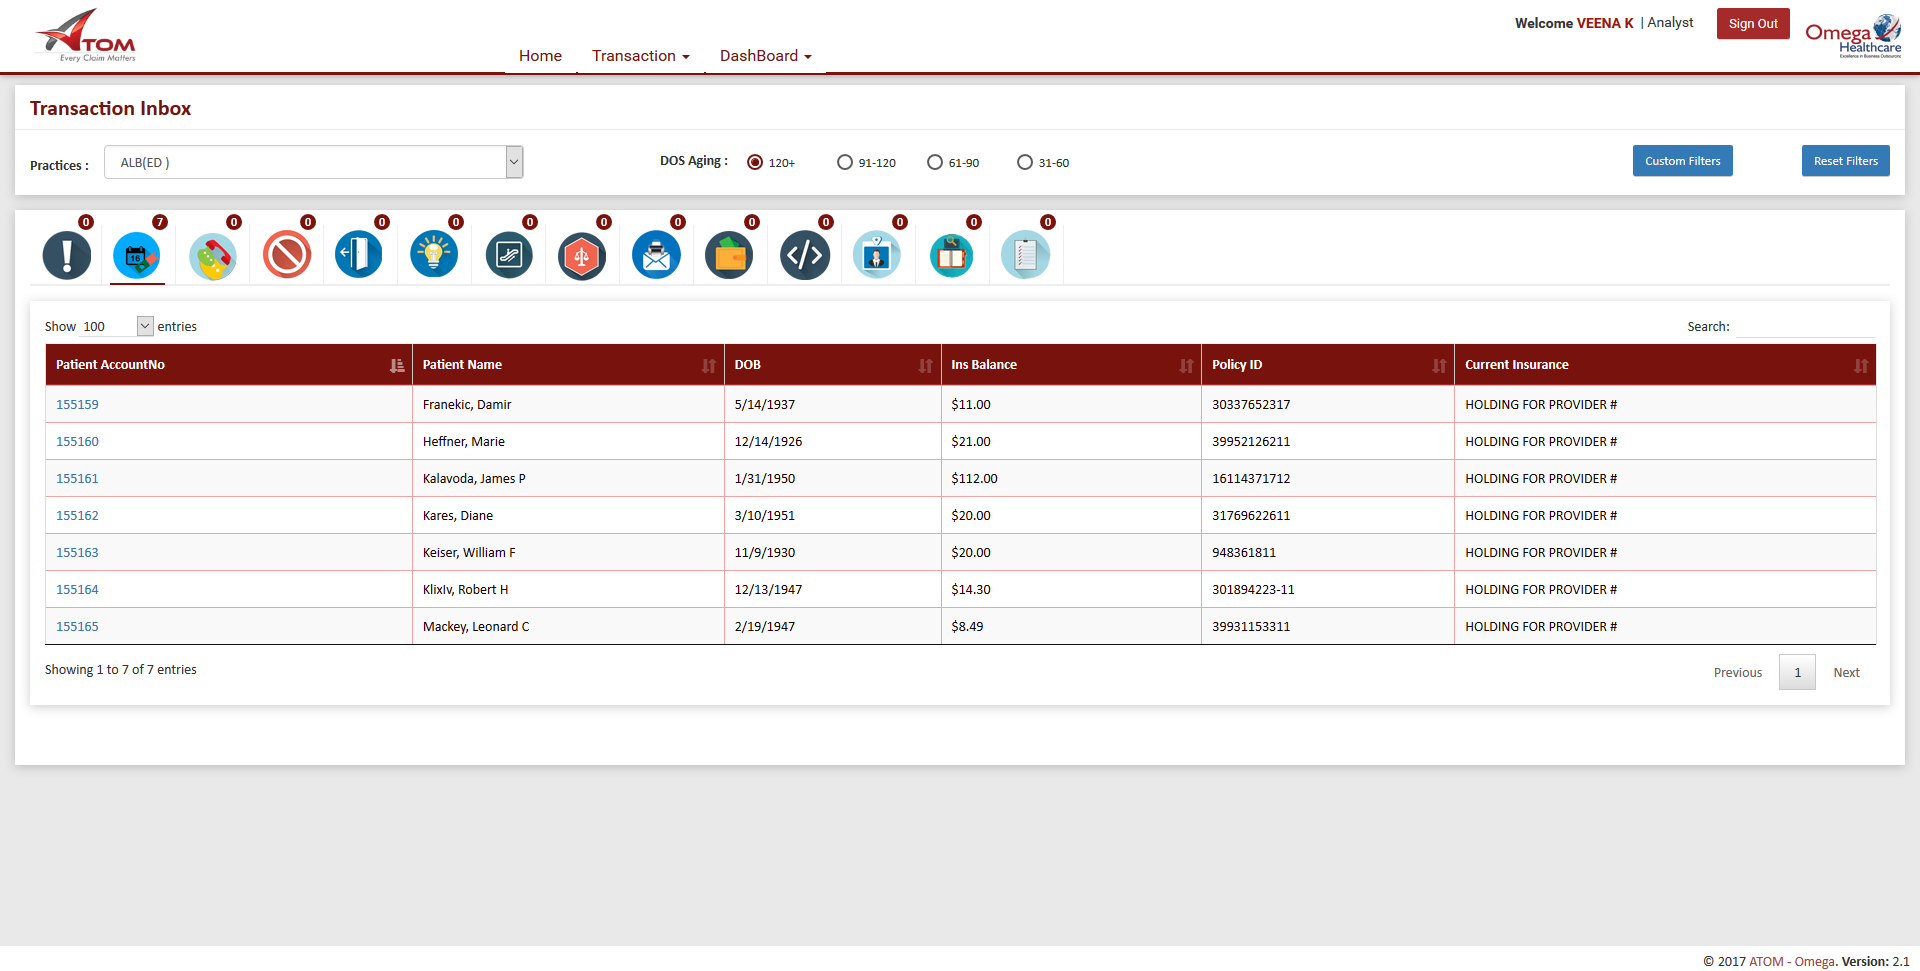 ATOM
Every Claim Matters
Home Transaction DashBoard
Welcome VEENA K | Analyst
Sign Out
Omega
Healthcare
Excellence in Business Outsourcing
Transaction Inbox
Practices : ALB(ED )
DOS Aging : 120+ 91-120 61-90 31-60
Custom Filters Reset Filters
0 7 0 0 0 0 0 0 0 0 0 0 0 0
16
Show 100 entries
Search:
Patient AccountNo Patient Name DOB Ins Balance Policy ID Current Insurance
155159 Franekic, Damir 5/14/1937 $11.00 30337652317 HOLDING FOR PROVIDER #
155160 Heffner, Marie 12/14/1926 $21.00 39952126211 HOLDING FOR PROVIDER #
155161 Kalavoda, James P 1/31/1950 $112.00 16114371712 HOLDING FOR PROVIDER #
155162 Kares, Diane 3/10/1951 $20.00 31769622611 HOLDING FOR PROVIDER #
155163 Keiser, William F 11/9/1930 $20.00 948361811 HOLDING FOR PROVIDER #
155164 KlixIv, Robert H 12/13/1947 $14.30 301894223-11 HOLDING FOR PROVIDER #
155165 Mackey, Leonard C 2/19/1947 $8.49 39931153311 HOLDING FOR PROVIDER #
Showing 1 to 7 of 7 entries
Previous 1 Next
© 2017 ATOM - Omega. Version: 2.1